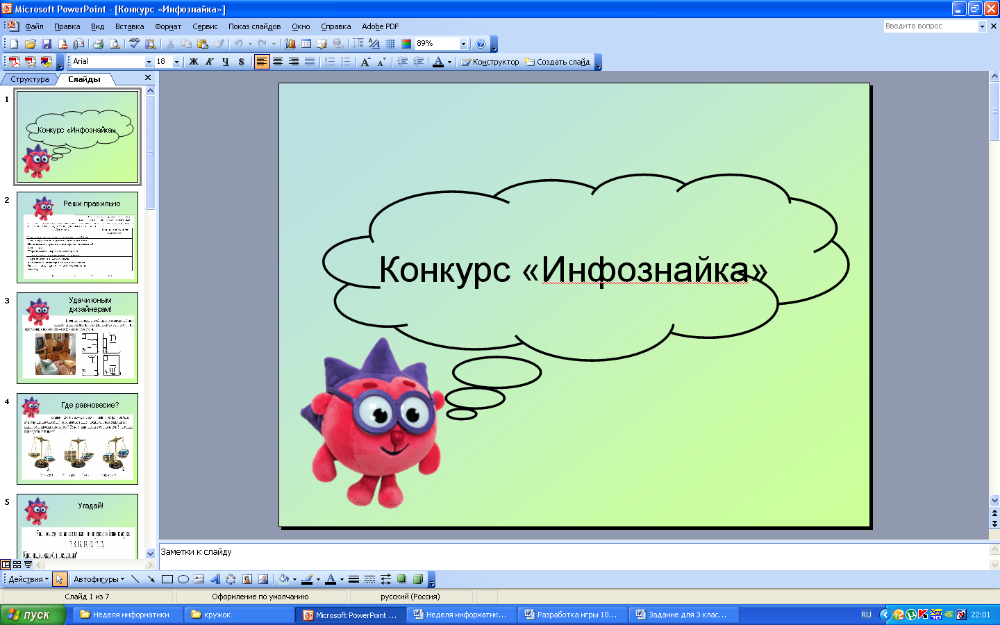 Microsoft PowerPoint - [Конкурс «Инфознайка»]
Файл Правка Вид Вставка Формат Сервис Показ слайдов Окно Справка Adobe PDF Введите вопрос
89%
Arial 18 Ж К Ч S Конструктор Создать слайд
Структура Слайды
1
Конкурс «Инфознайка»
2
Реши правильно
3
Удачи юным
дизайнерам!
4
Где равновесие?
5
Угадай!
Конкурс «Инфознайка»
Заметки к слайду
Действия Автофигуры
Слайд 1 из 7 Оформление по умолчанию русский (Россия)
пуск Неделя информатики кружок Microsoft PowerPoint ... Неделя информатик... Разработка игры 10... Задание для 3 клас... RU 22:01